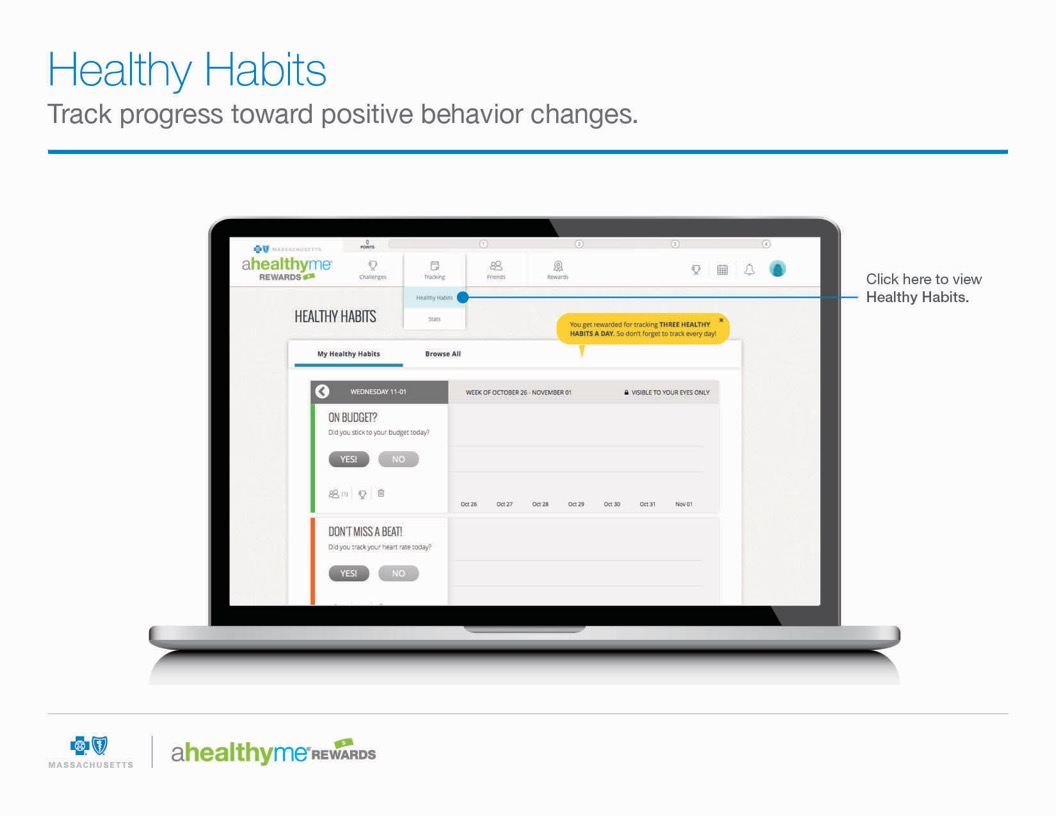 Healthy Habits
Track progress toward positive behavior changes.
0
POINTS
1
2
3
4
MASSACHUSETTS
ahealthyme®
REWARDS
Challenges
Tracking
Friends
Rewards
Healthy Habits
Stats
Click here to view
Healthy Habits.
HEALTHY HABITS
You get rewarded for tracking THREE HEALTHY
HABITS A DAY. So don't forget to track every day!
My Healthy Habits Browse All
WEDNESDAY 11-01 WEEK OF OCTOBER 26 - NOVEMBER 01 VISIBLE TO YOUR EYES ONLY
ON BUDGET?
Did you stick to your budget today?
YES! NO
(1)
Oct 26 Oct 27 Oct 28 Oct 29 Oct 30 Oct 31 Nov 01
DON'T MISS A BEAT!
Did you track your heart rate today?
YES! NO
MASSACHUSETTS
ahealthyme® REWARDS